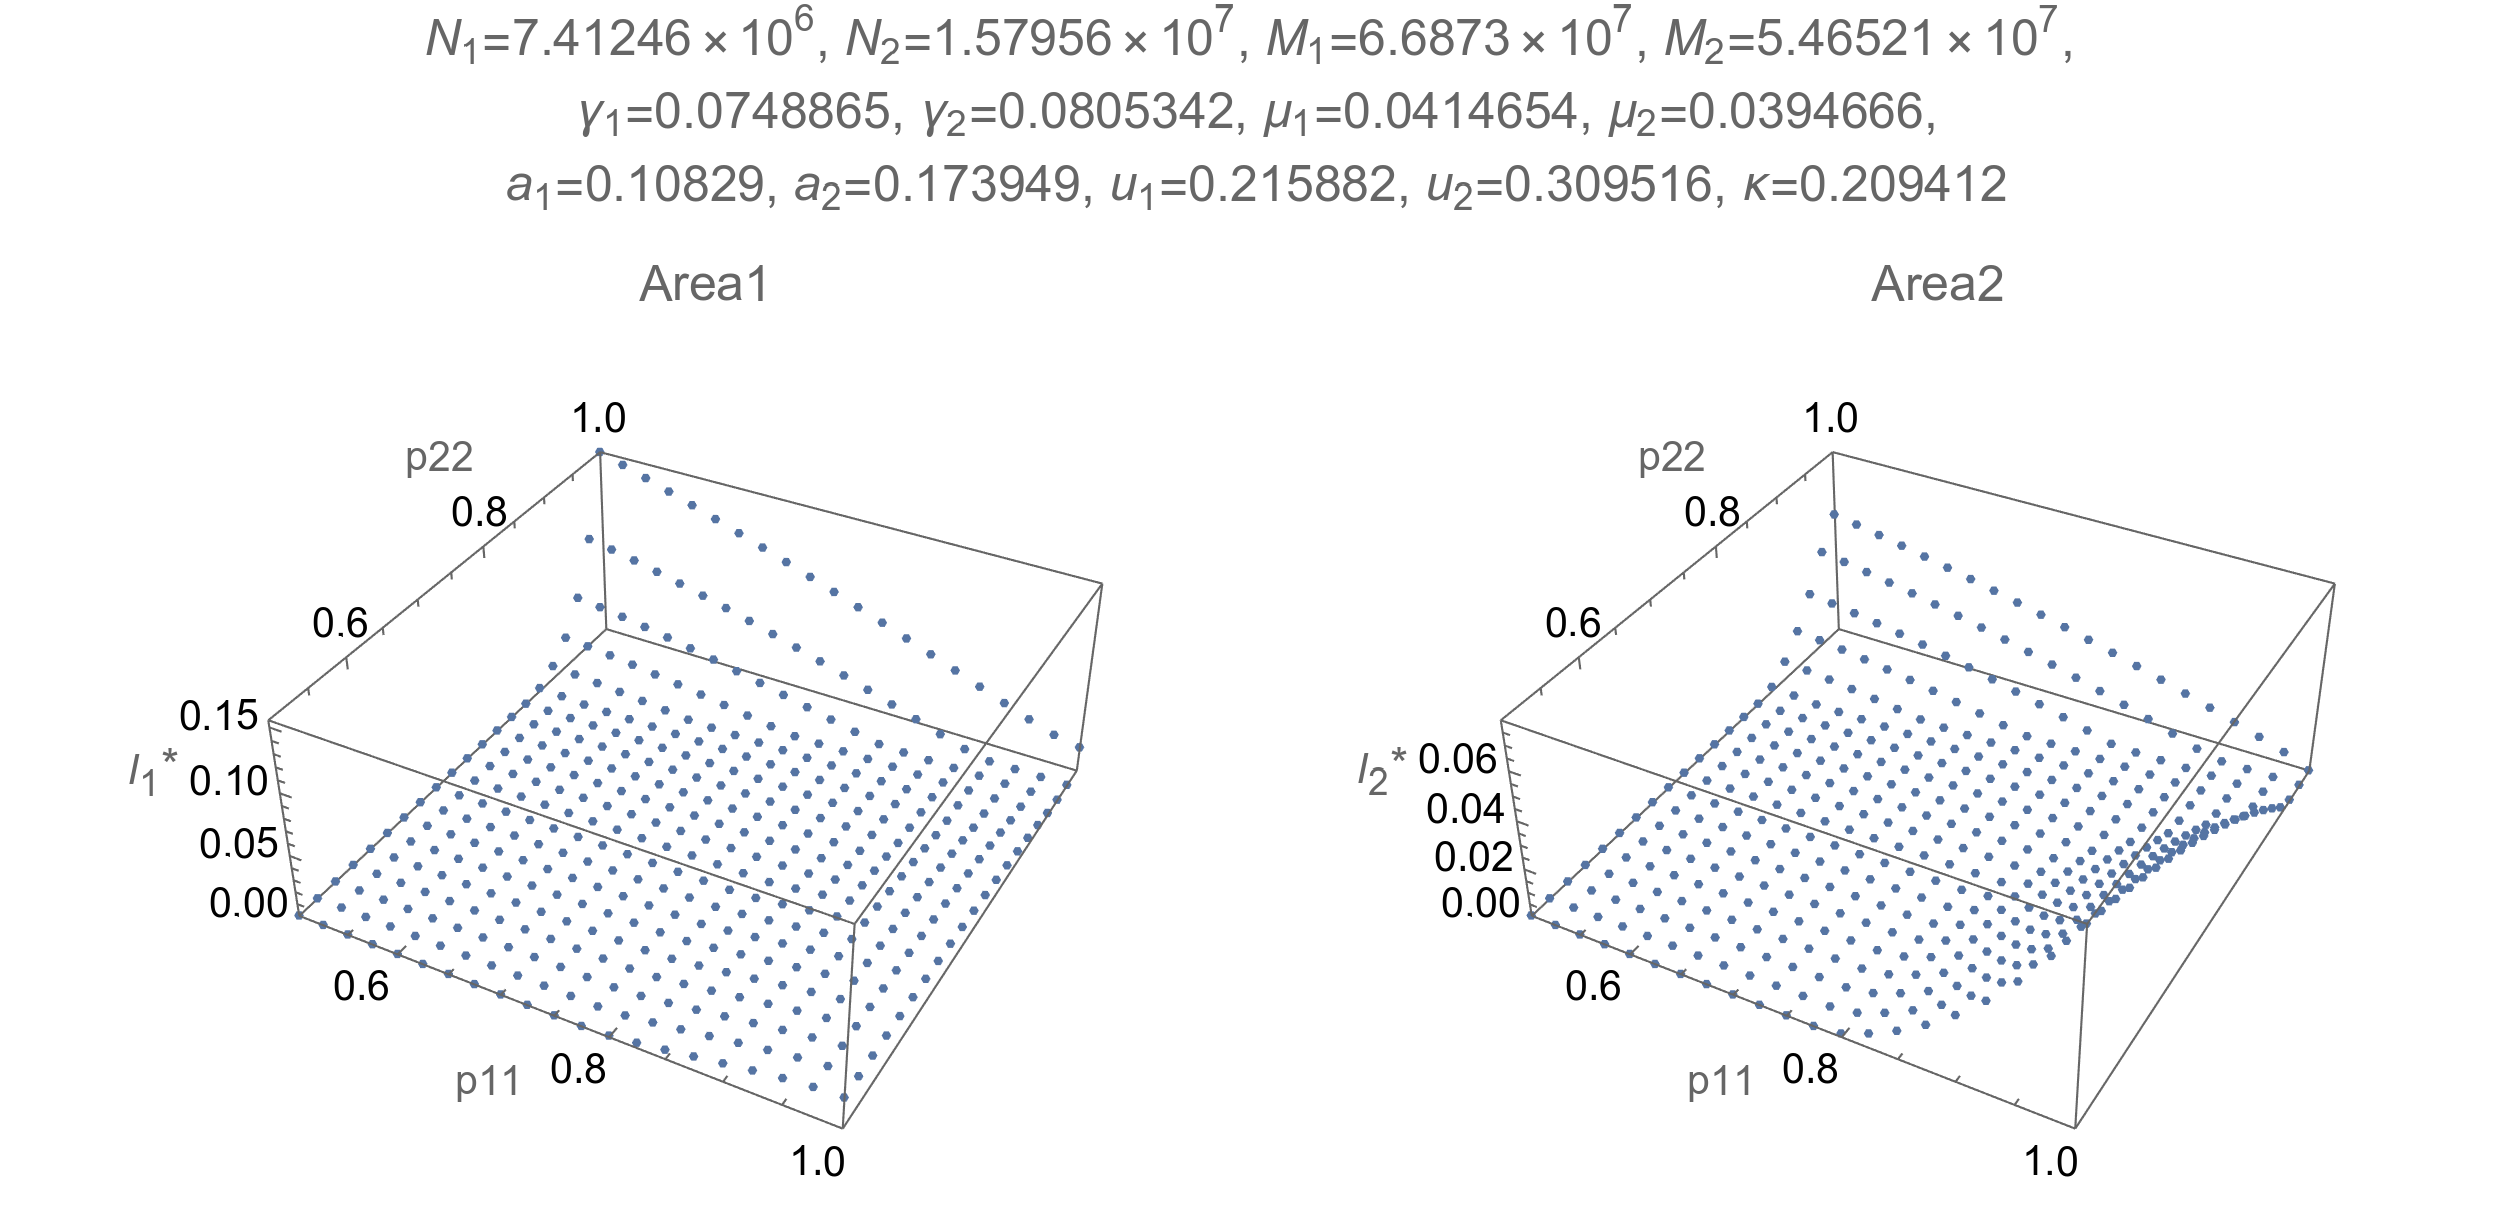 N₁=7.41246 × 10⁶, N₂=1.57956 × 10⁷, M₁=6.6873 × 10⁷, M₂=5.46521 × 10⁷,
γ₁=0.0748865, γ₂=0.0805342, μ₁=0.0414654, μ₂=0.0394666,
a₁=0.10829, a₂=0.173949, u₁=0.215882, u₂=0.309516, κ=0.209412
Area1
1.0
p22
0.8
0.6
0.15
I₁*
0.10
0.05
0.00
0.6
p11
0.8
1.0
Area2
1.0
p22
0.8
0.6
I₂*
0.06
0.04
0.02
0.00
0.6
p11
0.8
1.0